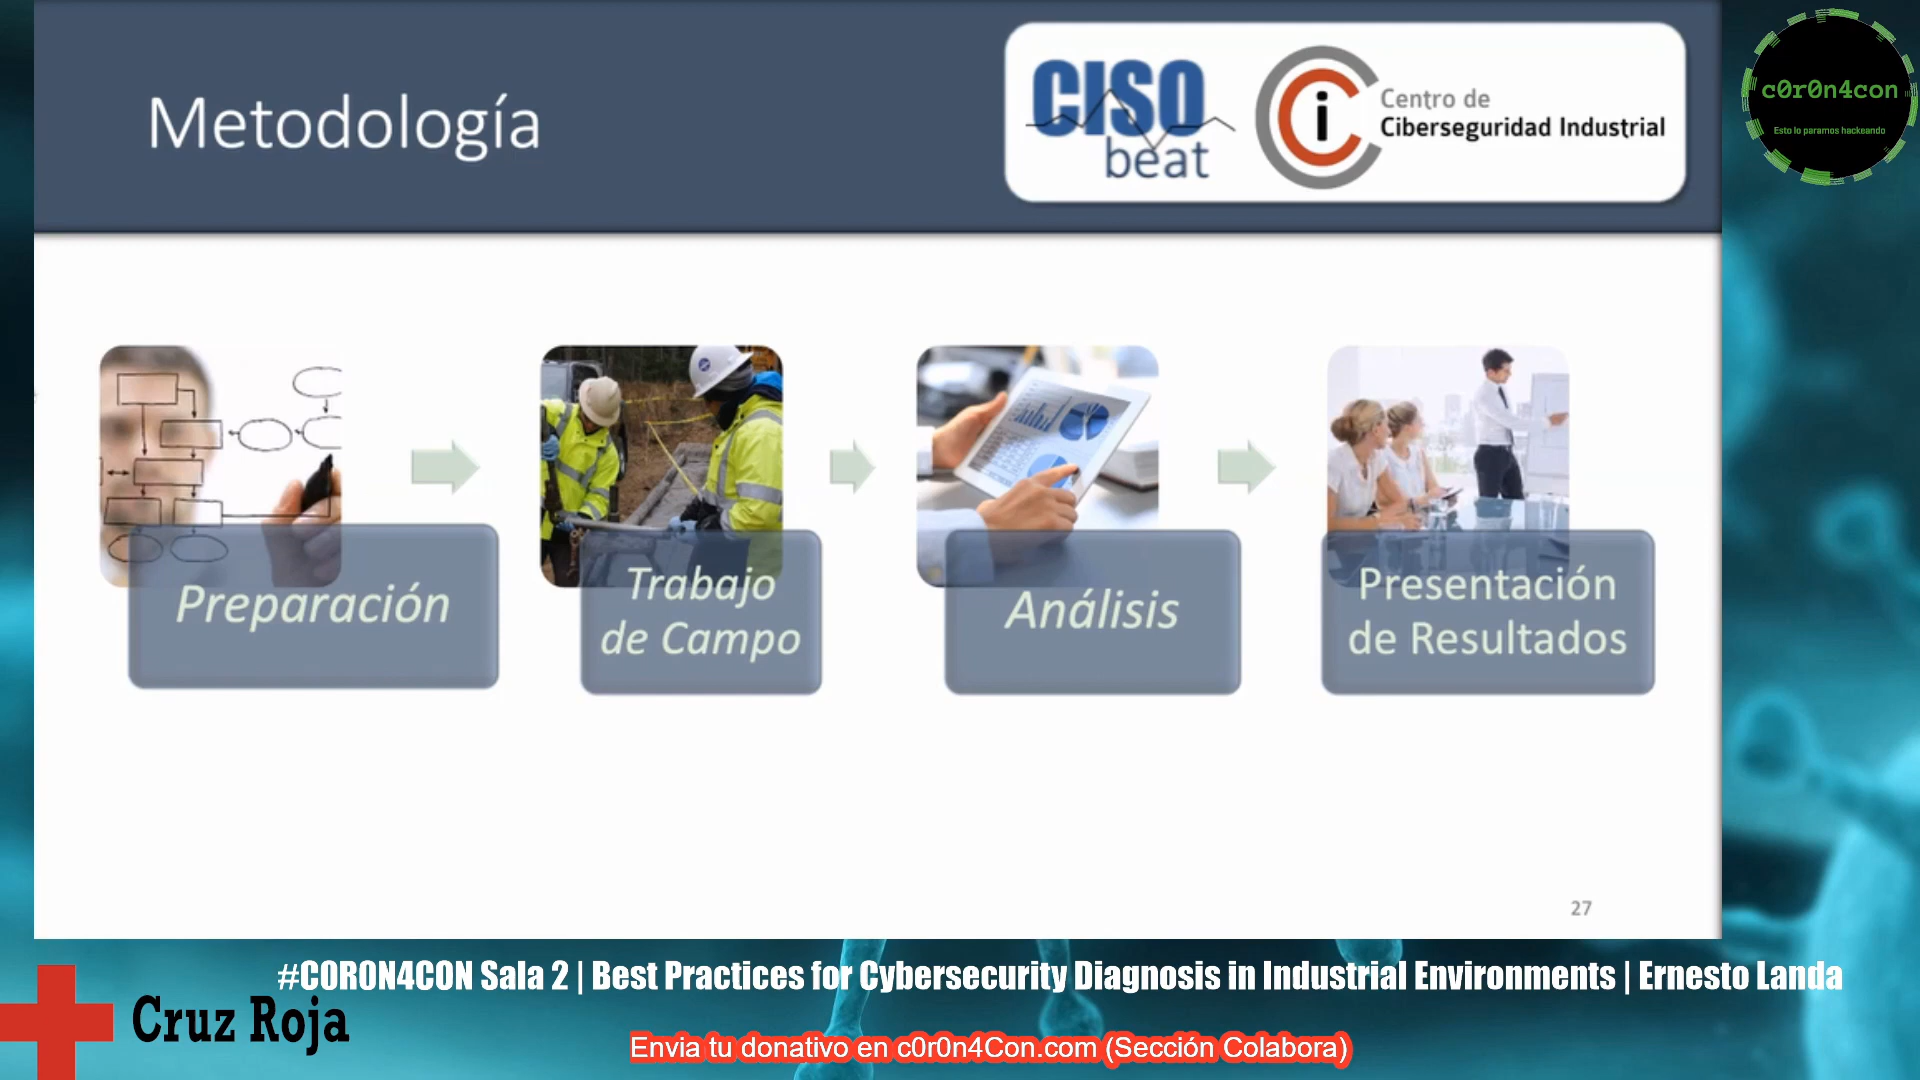 Metodología
CISO
beat
Centro de
Ciberseguridad Industrial
c0r0n4con
Esto lo paramos hackeando
Preparación
Trabajo
de Campo
Análisis
Presentación
de Resultados
27
#C0R0N4CON Sala 2 | Best Practices for Cybersecurity Diagnosis in Industrial Environments | Ernesto Landa
Cruz Roja
Envia tu donativo en c0r0n4Con.com (Sección Colabora)